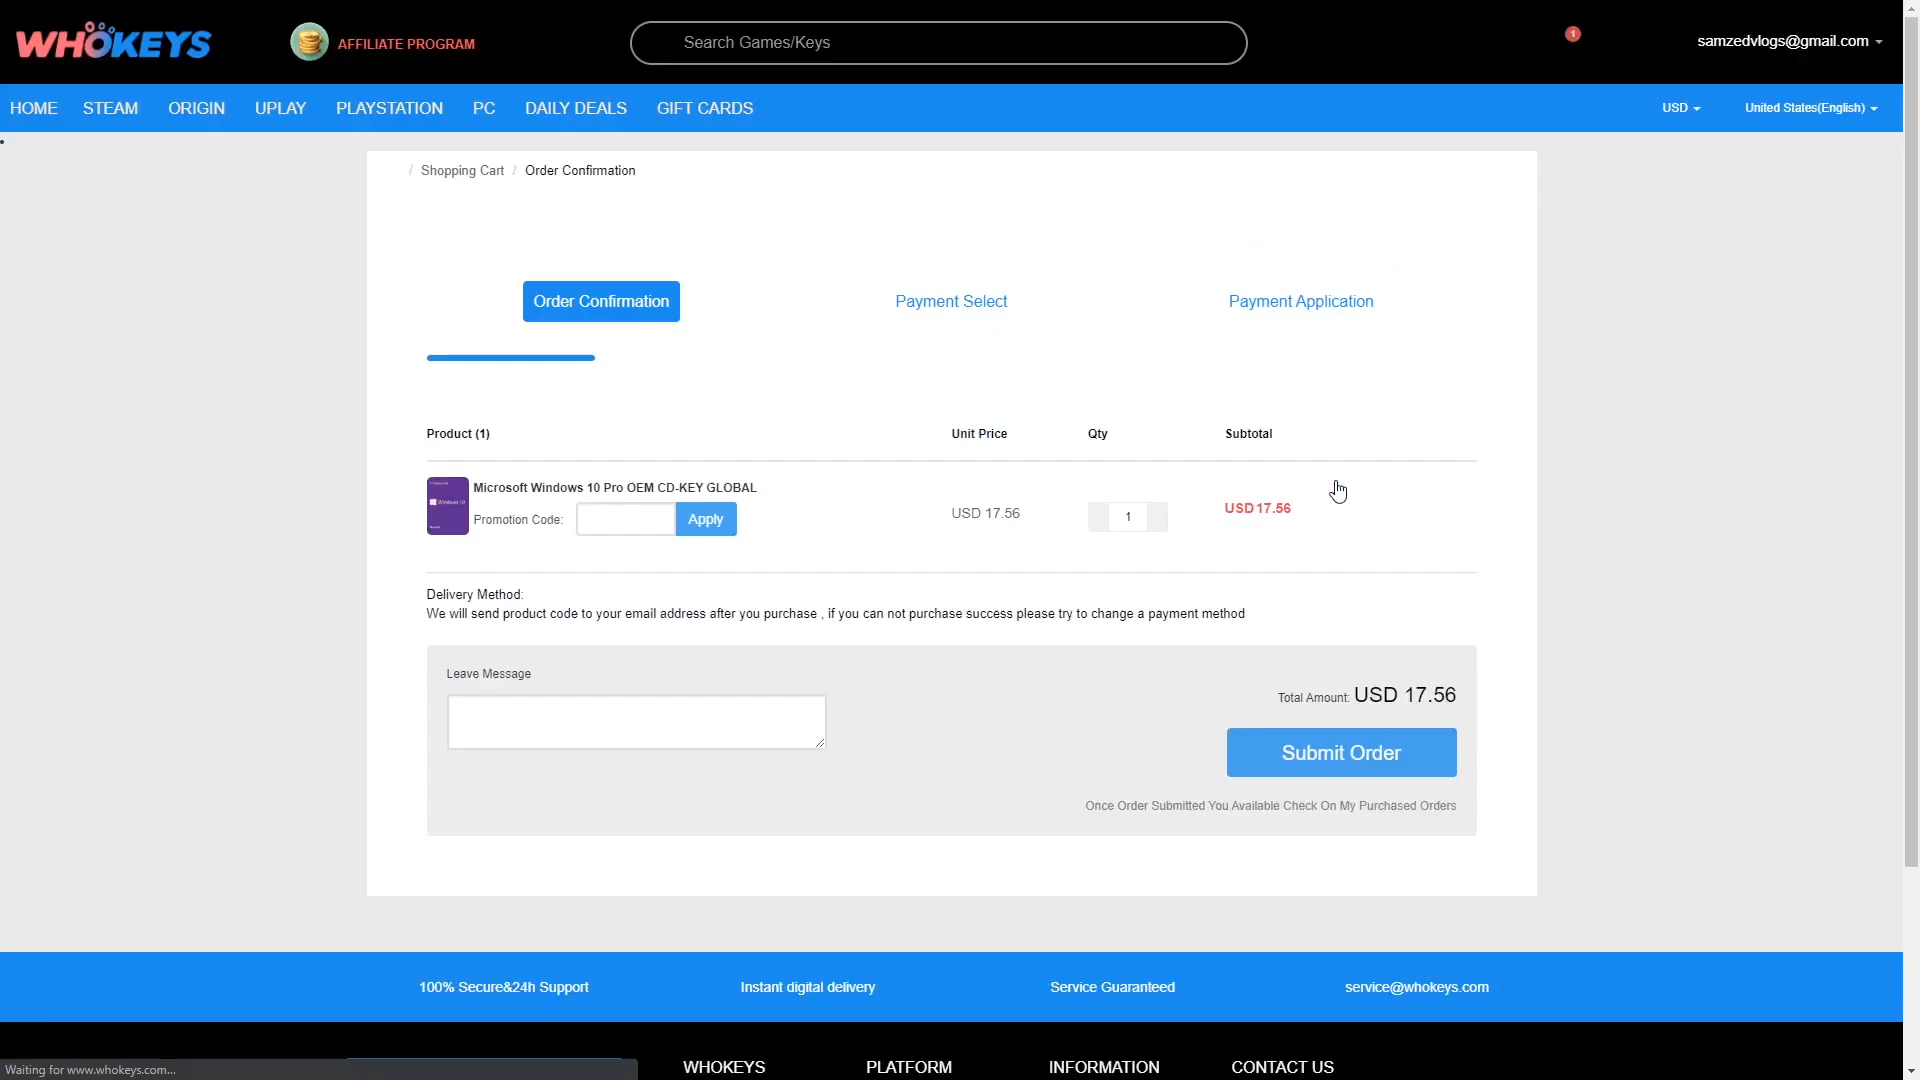 WHOKEYS
AFFILIATE PROGRAM
Search Games/Keys
1
samzedvlogs@gmail.com
HOME STEAM ORIGIN UPLAY PLAYSTATION PC DAILY DEALS GIFT CARDS
USD
United States(English)
/ Shopping Cart / Order Confirmation
Order Confirmation
Payment Select
Payment Application
Product (1) Unit Price Qty Subtotal
Microsoft Windows 10 Pro OEM CD-KEY GLOBAL
Promotion Code: Apply
USD 17.56
1
USD 17.56
Delivery Method:
We will send product code to your email address after you purchase , if you can not purchase success please try to change a payment method
Leave Message
Total Amount: USD 17.56
Submit Order
Once Order Submitted You Available Check On My Purchased Orders
100% Secure&24h Support
Instant digital delivery
Service Guaranteed
service@whokeys.com
WHOKEYS PLATFORM INFORMATION CONTACT US
Waiting for www.whokeys.com...